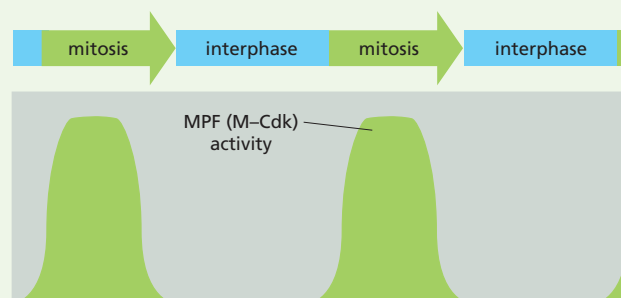 mitosis interphase mitosis interphase
MPF (M–Cdk)
activity